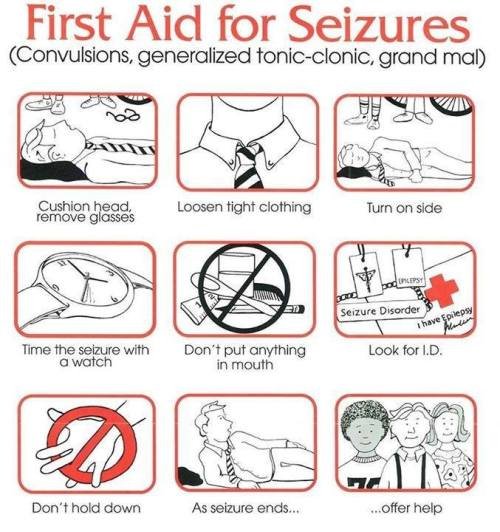 First Aid for Seizures
(Convulsions, generalized tonic-clonic, grand mal)
Cushion head,
remove glasses
Loosen tight clothing
Turn on side
EPILEPSY
Seizure Disorder
I have Epilepsy
Time the seizure with
a watch
Don't put anything
in mouth
Look for I.D.
Don't hold down
As seizure ends...
...offer help